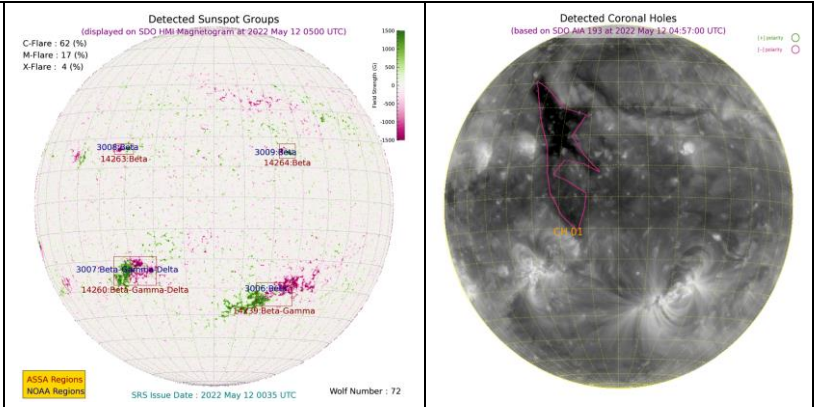 Detected Sunspot Groups
(displayed on SDO HMI Magnetogram at 2022 May 12 0500 UTC)
C-Flare : 62 (%)
M-Flare : 17 (%)
X-Flare : 4 (%)
1500
1000
500
0
-500
-1000
-1500
Field Strength (G)
3008:Beta
14263:Beta
3009:Beta
14264:Beta
3007:Beta-Gamma-Delta
14260:Beta-Gamma-Delta
3006:Beta
14239:Beta-Gamma
ASSA Regions
NOAA Regions
SRS Issue Date : 2022 May 12 0035 UTC
Wolf Number : 72
Detected Coronal Holes
(based on SDO AIA 193 at 2022 May 12 04:57:00 UTC)
(+) polarity
(-) polarity
CH 01